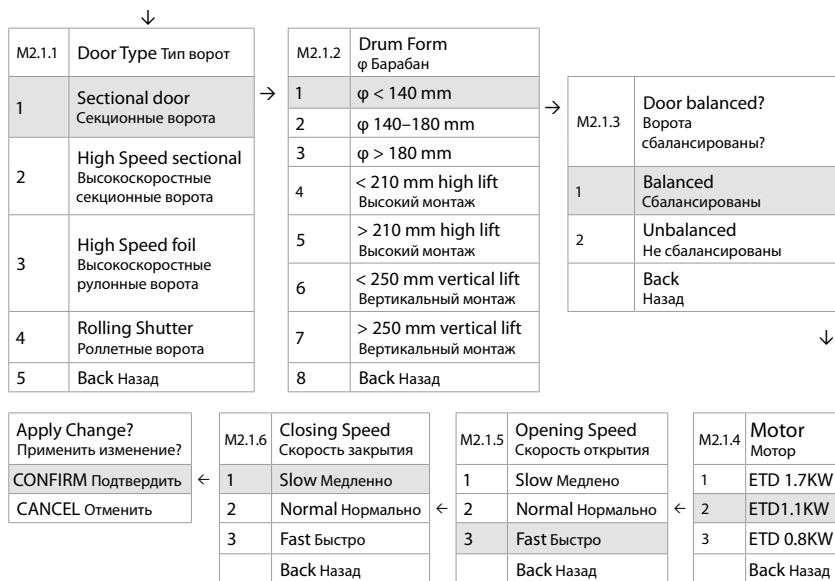 ↓
M2.1.1 Door Type Тип ворот
1 Sectional door
Секционные ворота
2 High Speed sectional
Высокоскоростные
секционные ворота
3 High Speed foil
Высокоскоростные
рулонные ворота
4 Rolling Shutter
Роллетные ворота
5 Back Назад
→
M2.1.2 Drum Form
φ Барабан
1 φ < 140 mm
2 φ 140–180 mm
3 φ > 180 mm
4 < 210 mm high lift
Высокий монтаж
5 > 210 mm high lift
Высокий монтаж
6 < 250 mm vertical lift
Вертикальный монтаж
7 > 250 mm vertical lift
Вертикальный монтаж
8 Back Назад
→
M2.1.3 Door balanced?
Ворота
сбалансированы?
1 Balanced
Сбалансированы
2 Unbalanced
Не сбалансированы
Back
Назад
↓
Apply Change?
Применить изменение?
CONFIRM Подтвердить
CANCEL Отменить
←
M2.1.6 Closing Speed
Скорость закрытия
1 Slow Медленно
2 Normal Нормально
3 Fast Быстро
Back Назад
←
M2.1.5 Opening Speed
Скорость открытия
1 Slow Медлено
2 Normal Нормально
3 Fast Быстро
Back Назад
←
M2.1.4 Motor
Мотор
1 ETD 1.7KW
2 ETD1.1KW
3 ETD 0.8KW
Back Назад